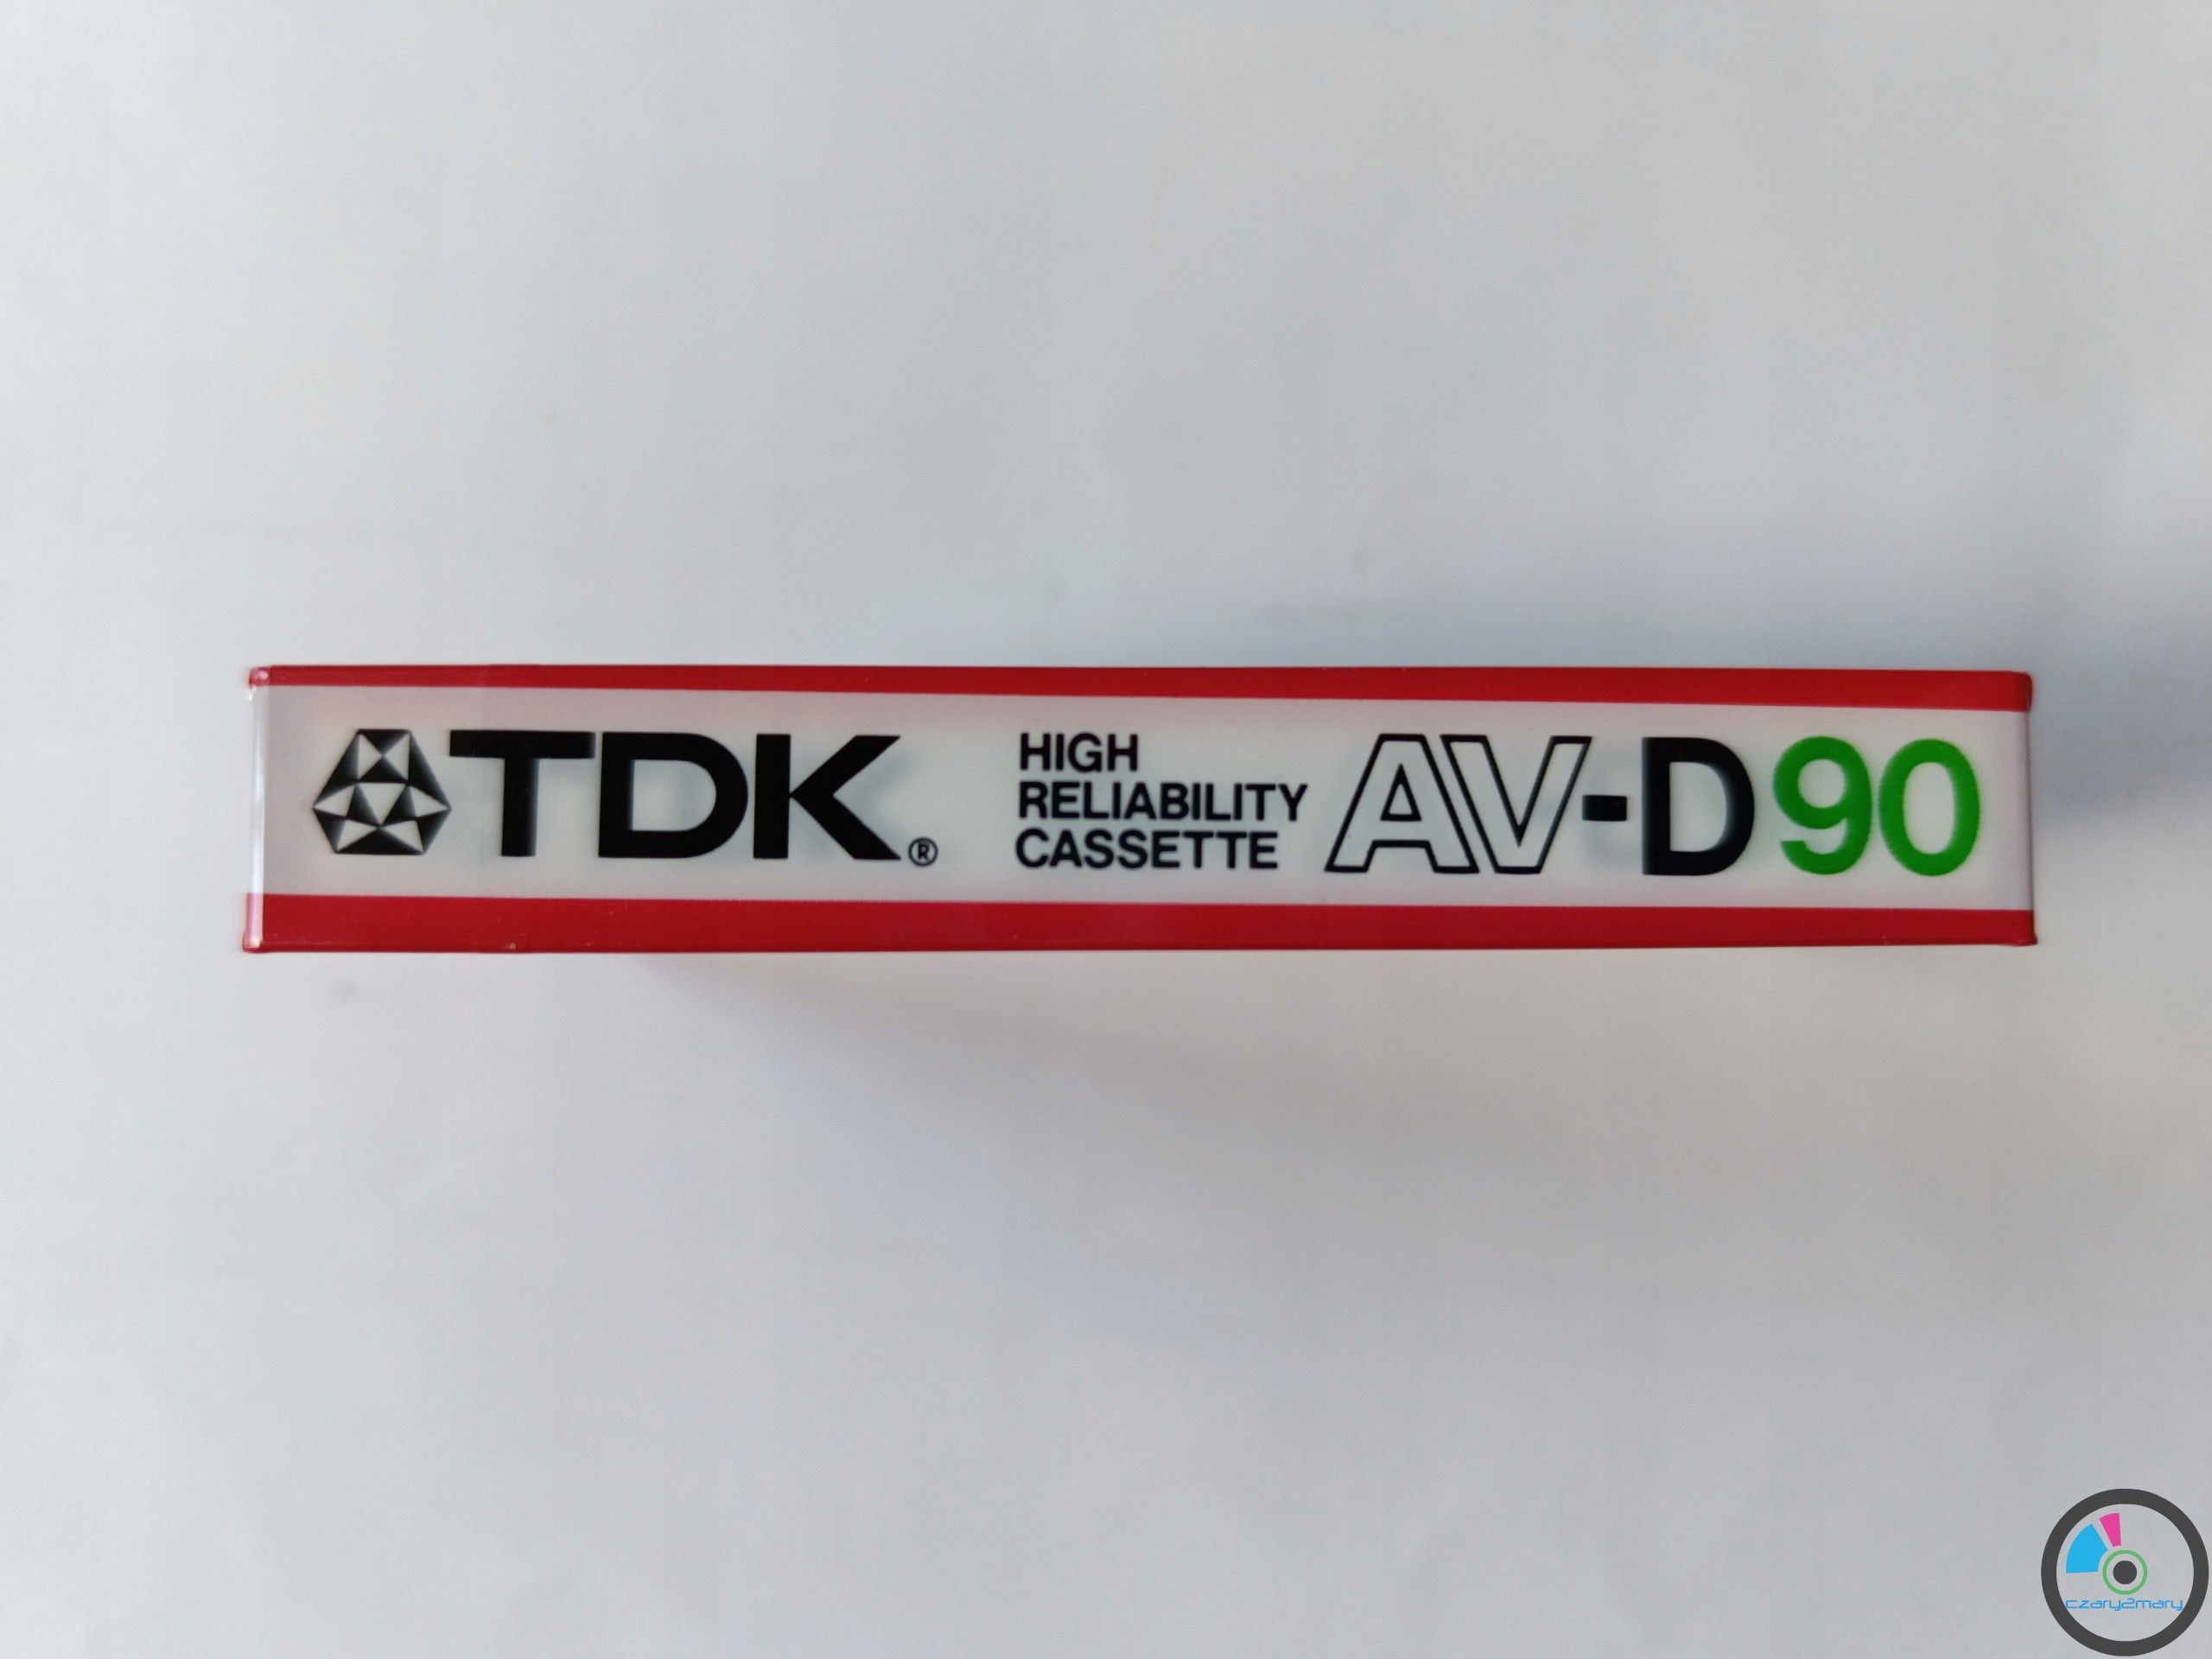 TDK®
HIGH
RELIABILITY
CASSETTE
AV-D90
czary2mary